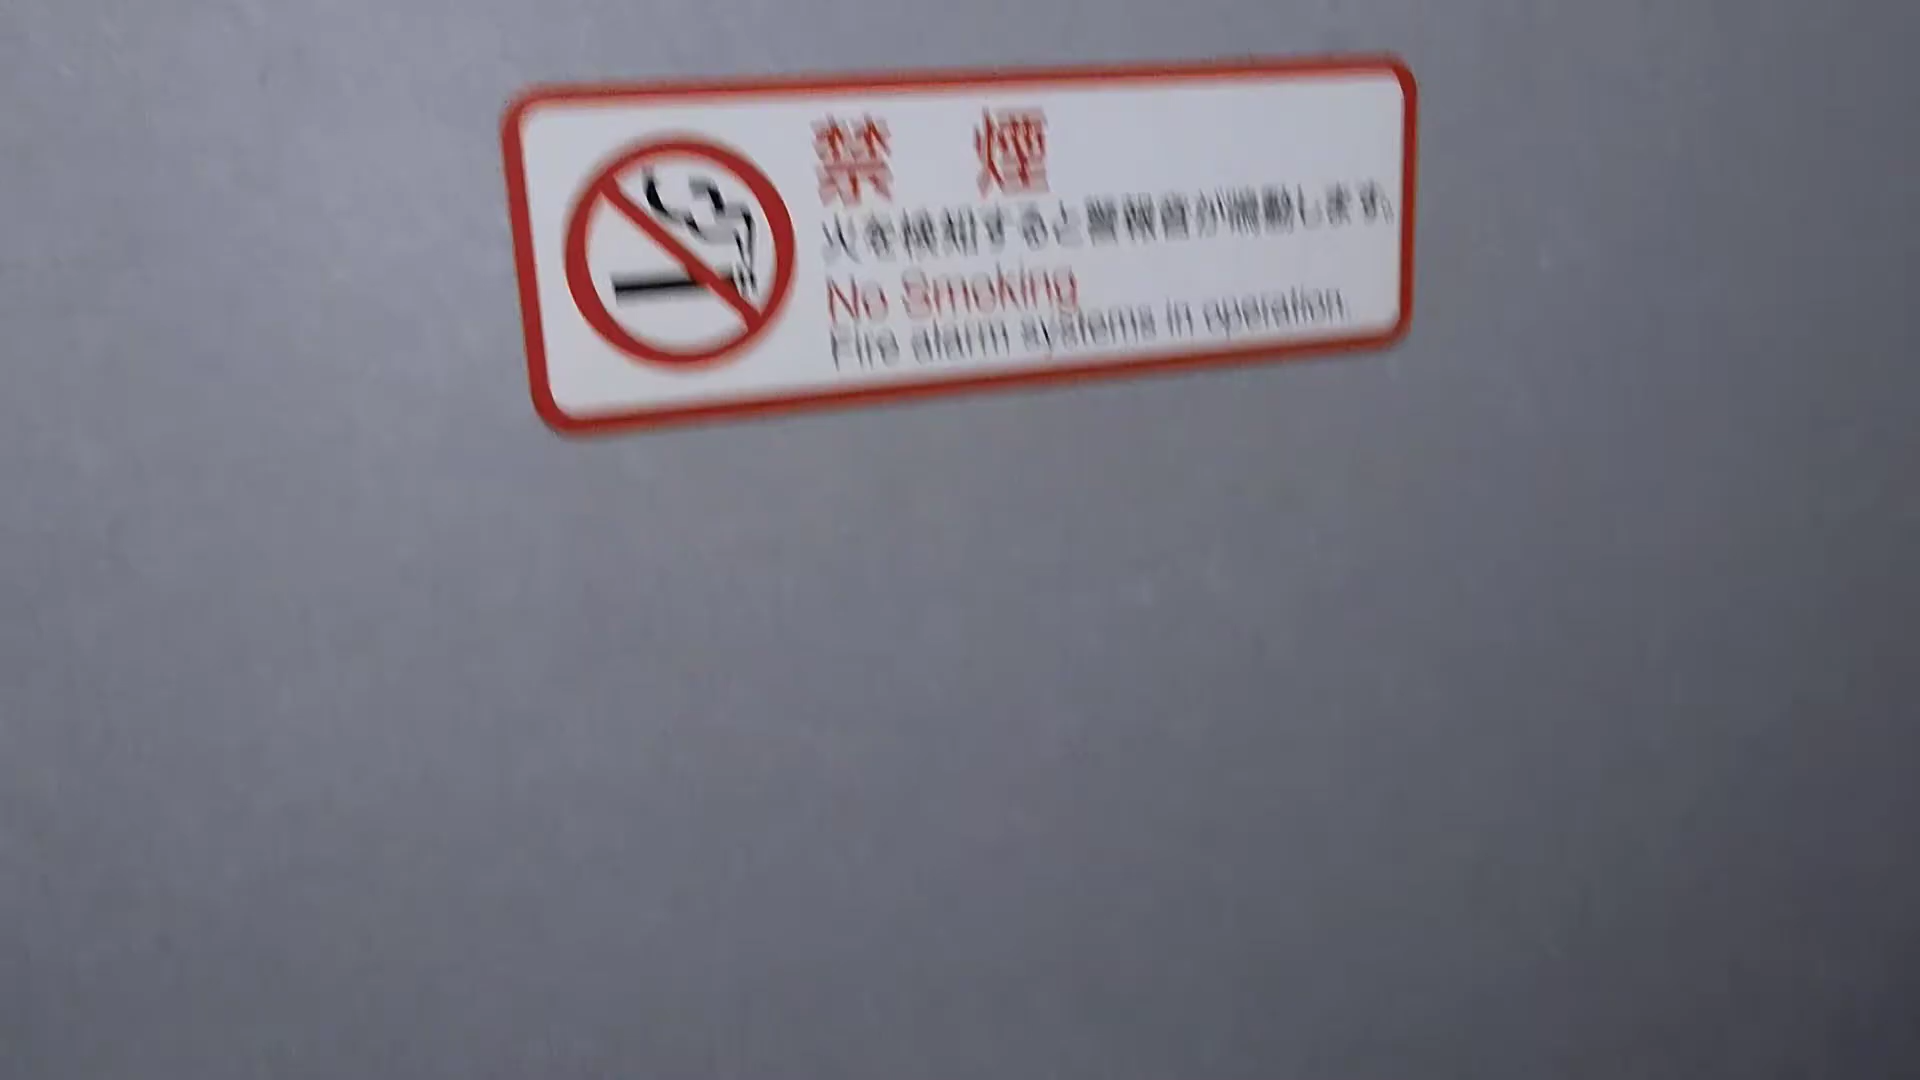 禁 煙
火を検知すると警報音が鳴動します。
No Smoking
Fire alarm systems in operation.